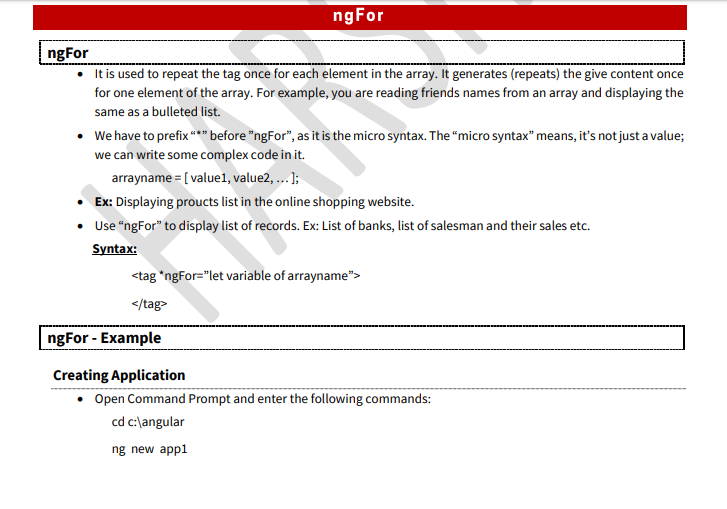 ngFor
ngFor
• It is used to repeat the tag once for each element in the array. It generates (repeats) the give content once
for one element of the array. For example, you are reading friends names from an array and displaying the
same as a bulleted list.
• We have to prefix “*” before ”ngFor”, as it is the micro syntax. The “micro syntax” means, it’s not just a value;
we can write some complex code in it.
arrayname = [ value1, value2, … ];
• Ex: Displaying proucts list in the online shopping website.
• Use “ngFor” to display list of records. Ex: List of banks, list of salesman and their sales etc.
Syntax:
<tag *ngFor=”let variable of arrayname”>
</tag>
ngFor - Example
Creating Application
• Open Command Prompt and enter the following commands:
cd c:\angular
ng new app1